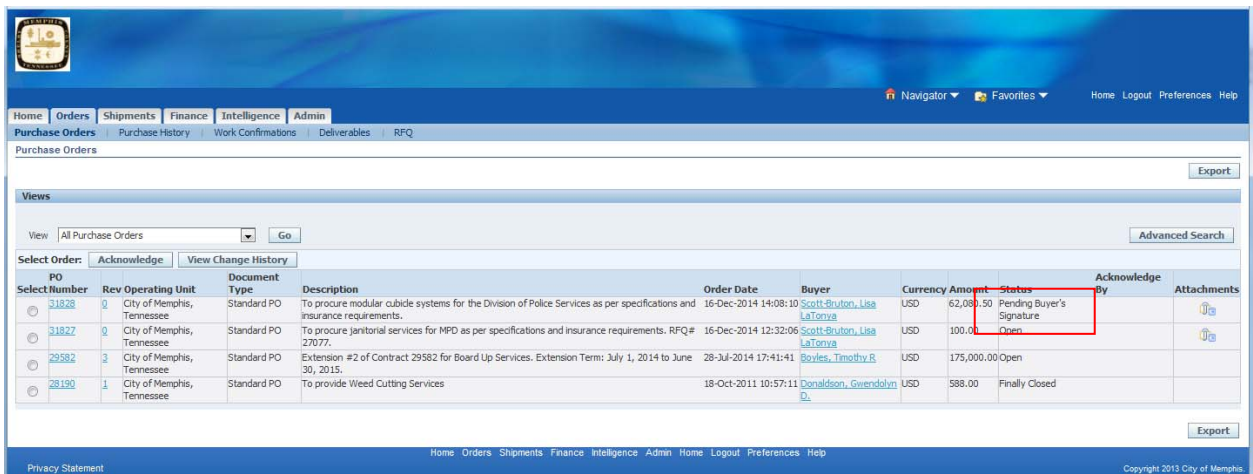 MEMPHIS
TENNESSEE
Navigator Favorites Home Logout Preferences Help
Home Orders Shipments Finance Intelligence Admin
Purchase Orders | Purchase History | Work Confirmations | Deliverables | RFQ
Purchase Orders
Export
Views
View All Purchase Orders Go Advanced Search
Select Order: Acknowledge View Change History
PO Document Acknowledge
Select Number Rev Operating Unit Type Description Order Date Buyer Currency Amount Status By Attachments
31828 0 City of Memphis, Standard PO To procure modular cubicle systems for the Division of Police Services as per specifications and 16-Dec-2014 14:08:10 Scott-Bruton, Lisa USD 62,080.50 Pending Buyer's
Tennessee insurance requirements. LaTonya Signature
31827 0 City of Memphis, Standard PO To procure janitorial services for MPD as per specifications and insurance requirements. RFQ# 16-Dec-2014 12:32:06 Scott-Bruton, Lisa USD 100.00 Open
Tennessee 27077. LaTonya
29582 3 City of Memphis, Standard PO Extension #2 of Contract 29582 for Board Up Services. Extension Term: July 1, 2014 to June 28-Jul-2014 17:41:41 Boyles, Timothy R USD 175,000.00 Open
Tennessee 30, 2015.
28190 1 City of Memphis, Standard PO To provide Weed Cutting Services 18-Oct-2011 10:57:11 Donaldson, Gwendolyn USD 588.00 Finally Closed
Tennessee D.
Export
Home Orders Shipments Finance Intelligence Admin Home Logout Preferences Help
Privacy Statement Copyright 2013 City of Memphis.